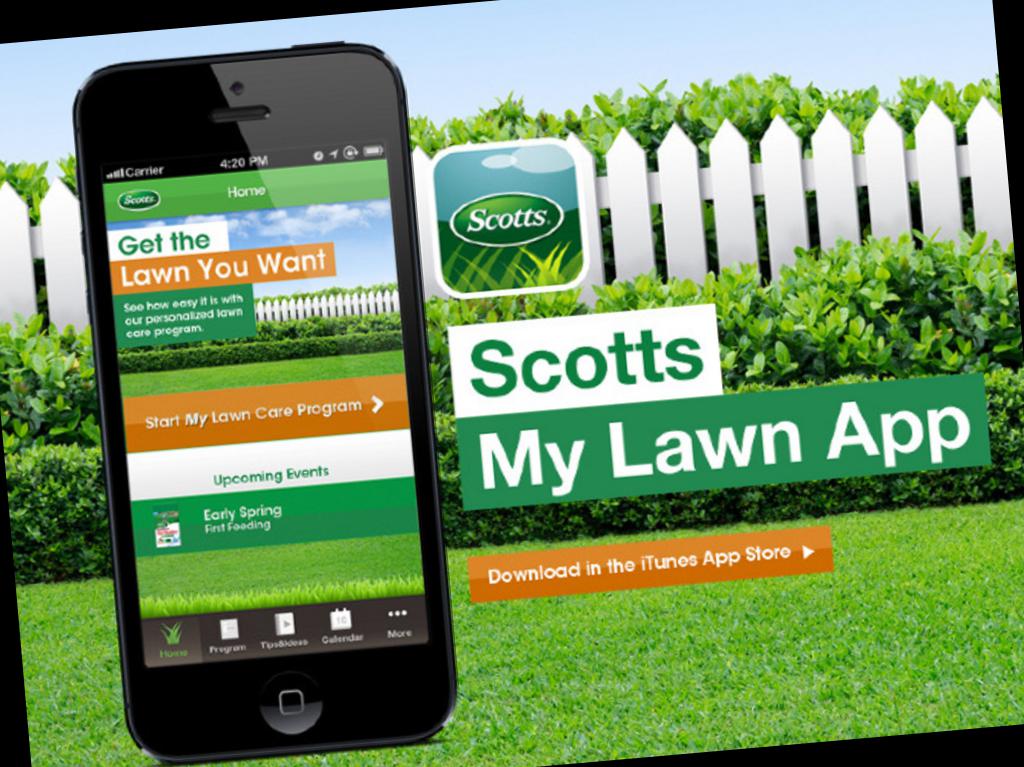 Carrier
4:20 PM
Scotts.
Home
Get the
Lawn You Want
See how easy it is with
our personalized lawn
care program.
Start My Lawn Care Program
Upcoming Events
Early Spring
First Feeding
Home
Program
Tips&Ideas
Calendar
More
Scotts.
Scotts
My Lawn App
Download in the iTunes App Store